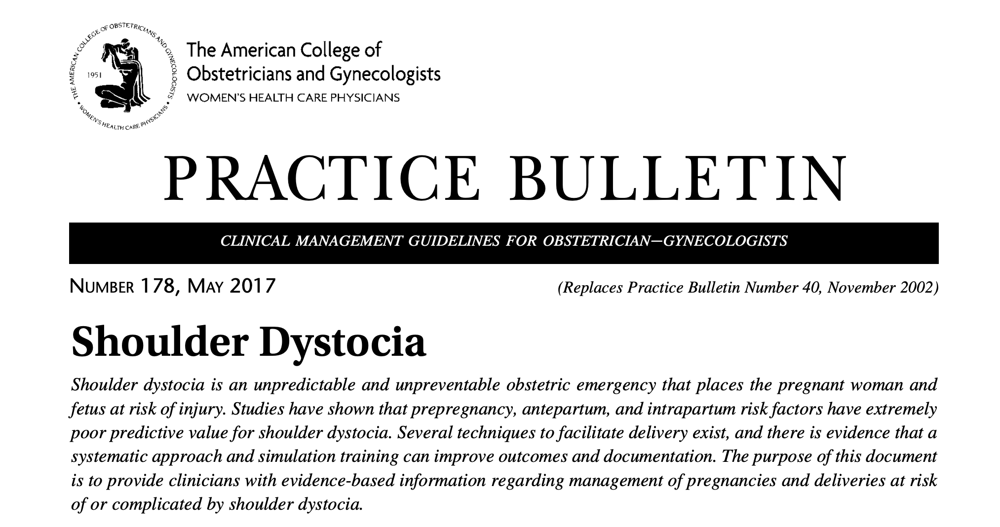 THE AMERICAN COLLEGE OF OBSTETRICIANS AND GYNECOLOGISTS • WOMEN'S HEALTH CARE PHYSICIANS •
1951
The American College of
Obstetricians and Gynecologists
WOMEN'S HEALTH CARE PHYSICIANS
PRACTICE BULLETIN
CLINICAL MANAGEMENT GUIDELINES FOR OBSTETRICIAN–GYNECOLOGISTS
NUMBER 178, MAY 2017
(Replaces Practice Bulletin Number 40, November 2002)
Shoulder Dystocia
Shoulder dystocia is an unpredictable and unpreventable obstetric emergency that places the pregnant woman and
fetus at risk of injury. Studies have shown that prepregnancy, antepartum, and intrapartum risk factors have extremely
poor predictive value for shoulder dystocia. Several techniques to facilitate delivery exist, and there is evidence that a
systematic approach and simulation training can improve outcomes and documentation. The purpose of this document
is to provide clinicians with evidence-based information regarding management of pregnancies and deliveries at risk
of or complicated by shoulder dystocia.